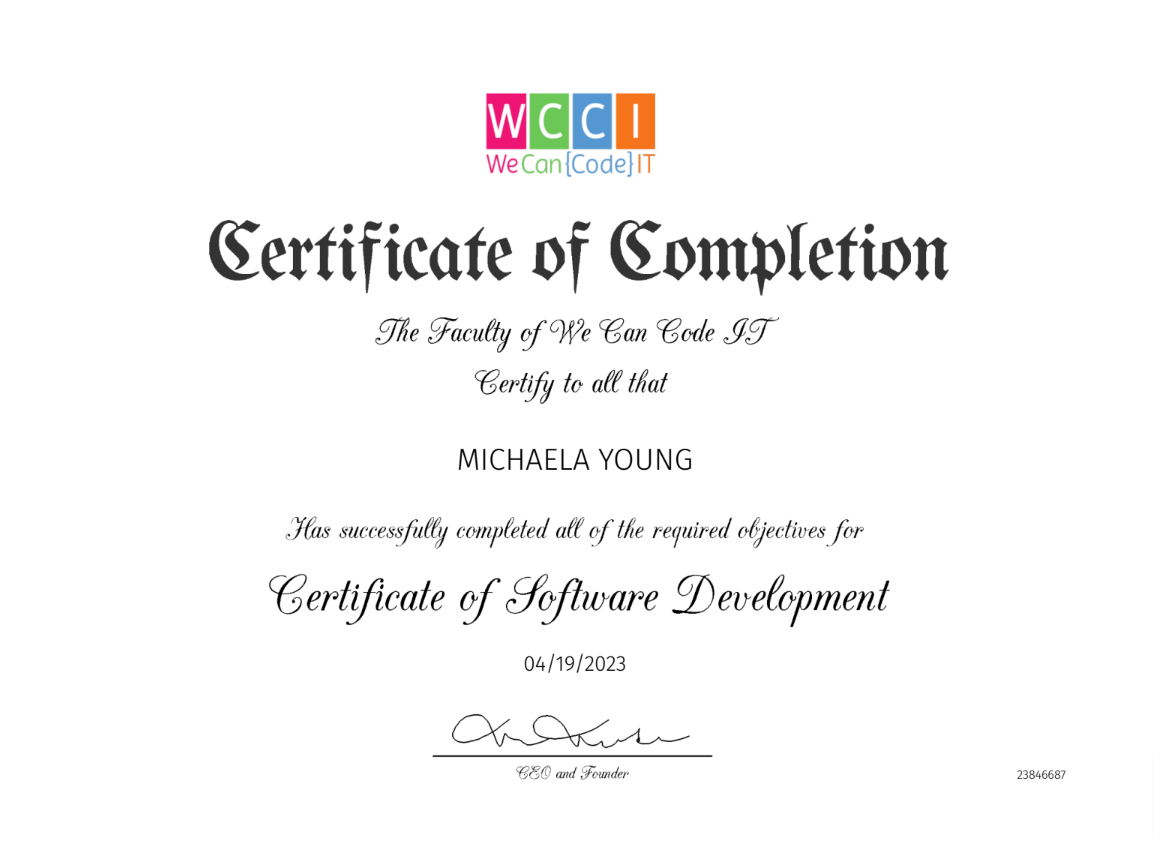 WCCI
We Can {Code} IT
Certificate of Completion
The Faculty of We Can Code IT
Certify to all that
MICHAELA YOUNG
Has successfully completed all of the required objectives for
Certificate of Software Development
04/19/2023
CEO and Founder
23846687